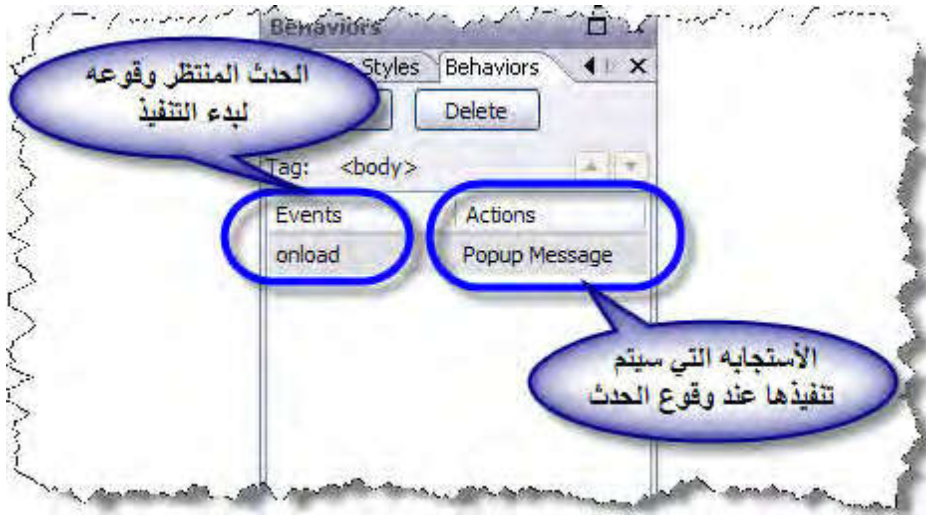 Behaviors
Styles Behaviors
Delete
Tag: <body>
Events Actions
onload Popup Message
الحدث المنتظر وقوعه
لبدء التنفيذ
الأستجابه التي سيتم
تنفيذها عند وقوع الحدث